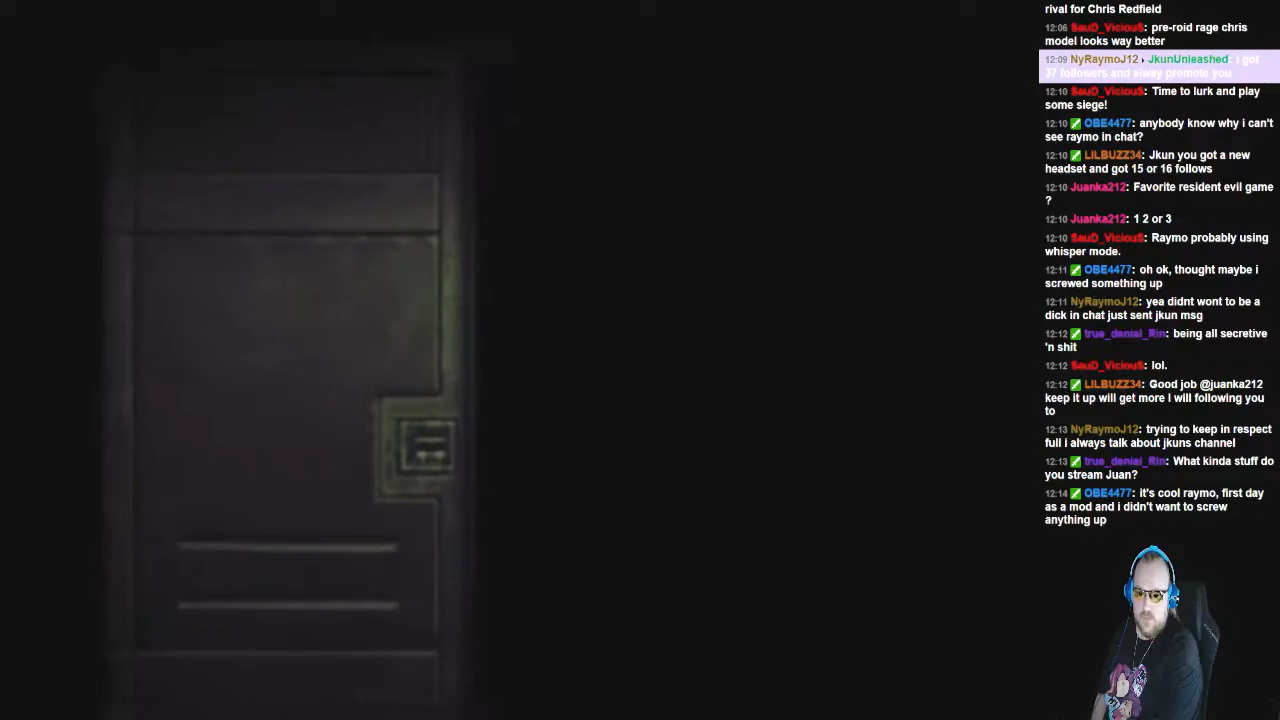 rival for Chris Redfield
12:06 SauD_ViciouS: pre-roid rage chris
model looks way better
12:09 NyRaymoJ12 › JkunUnleashed: i got
37 followers and alway promote you
12:10 SauD_ViciouS: Time to lurk and play
some siege!
12:10 OBE4477: anybody know why i can't
see raymo in chat?
12:10 LILBUZZ34: Jkun you got a new
headset and got 15 or 16 follows
12:10 Juanka212: Favorite resident evil game
?
12:10 Juanka212: 1 2 or 3
12:10 SauD_ViciouS: Raymo probably using
whisper mode.
12:11 OBE4477: oh ok, thought maybe i
screwed something up
12:11 NyRaymoJ12: yea didnt wont to be a
dick in chat just sent jkun msg
12:12 true_denial_Rin: being all secretive
'n shit
12:12 SauD_ViciouS: lol.
12:12 LILBUZZ34: Good job @juanka212
keep it up will get more I will following you
to
12:13 NyRaymoJ12: trying to keep in respect
full i always talk about jkuns channel
12:13 true_denial_Rin: What kinda stuff do
you stream Juan?
12:14 OBE4477: it's cool raymo, first day
as a mod and i didn't want to screw
anything up